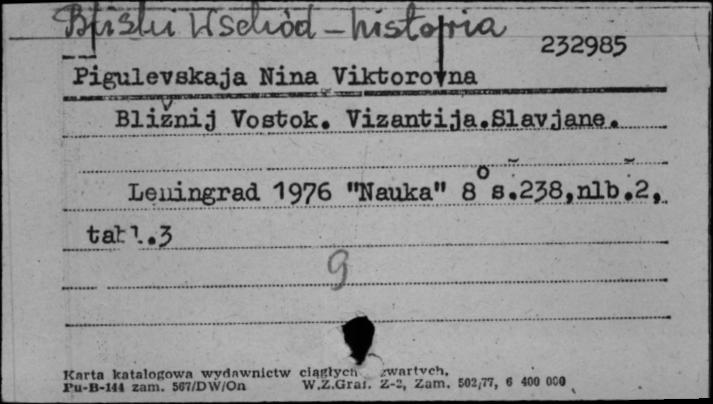 Bliski Wschód – historia
232985
Pigulevskaja Nina Viktorovna
Bližnij Vostok. Vizantija.Slavjane.
Leningrad 1976 "Nauka" 8° s.238,nlb.2,
tabl.3
9
Karta katalogowa wydawnictw ciągłych zwartych.
Pu-B-144 zam. 567/DW/On W.Z.Graf. Z-2, Zam. 502/77, 6 400 000